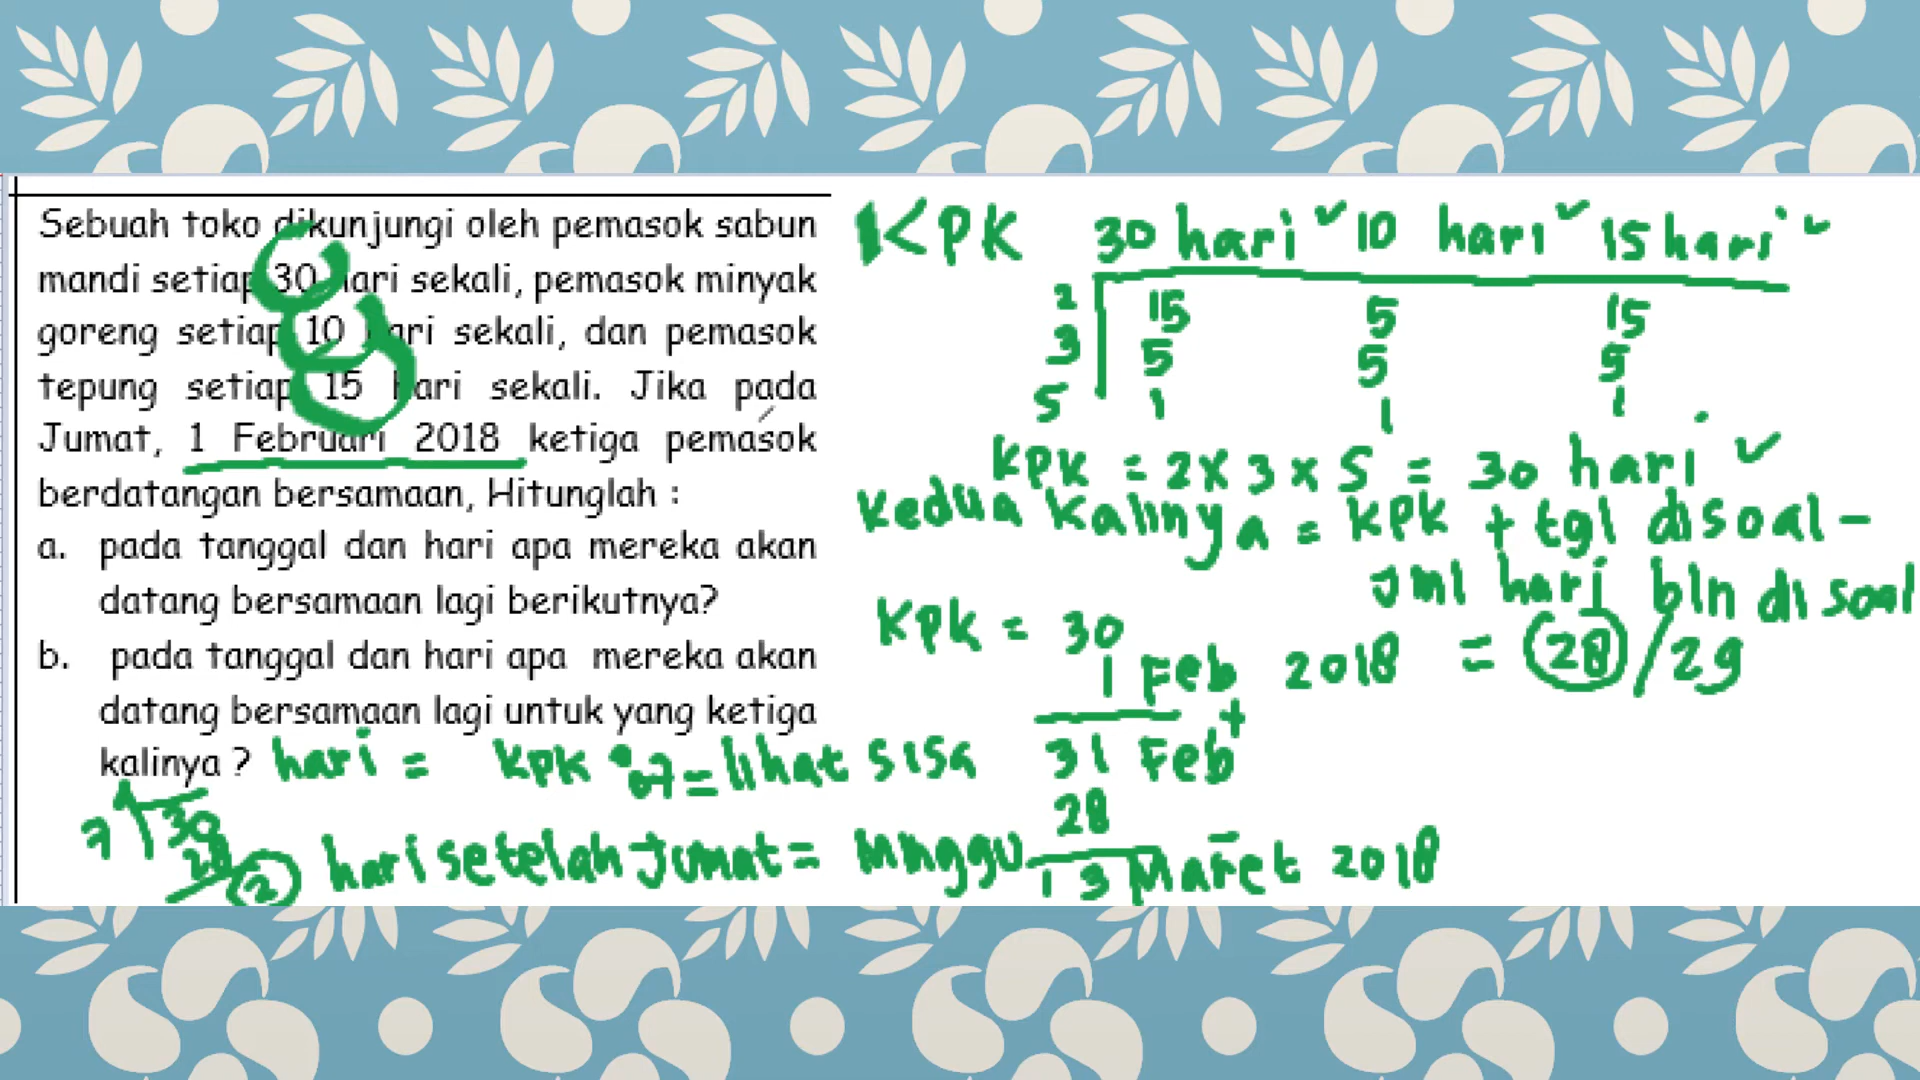 Sebuah toko dikunjungi oleh pemasok sabun
mandi setiap 30 hari sekali, pemasok minyak
goreng setiap 10 hari sekali, dan pemasok
tepung setiap 15 hari sekali. Jika pada
Jumat, 1 Februari 2018 ketiga pemasok
berdatangan bersamaan, Hitunglah :
a. pada tanggal dan hari apa mereka akan
datang bersamaan lagi berikutnya?
b. pada tanggal dan hari apa mereka akan
datang bersamaan lagi untuk yang ketiga
kalinya ?
hari = KPK : 7 = lihat sisa
7 30
28
2 hari setelah Jumat = Minggu
KPK 30 hari 10 hari 15 hari
2 15 5 15
3 5 5 5
5 1 1 1
KPK = 2 x 3 x 5 = 30 hari
Kedua Kalinya = KPK + tgl disoal -
Jml hari bln di soal
KPK = 30
1 Feb 2018 = 28 / 29
+
31 Feb
28
-
3 Maret 2018